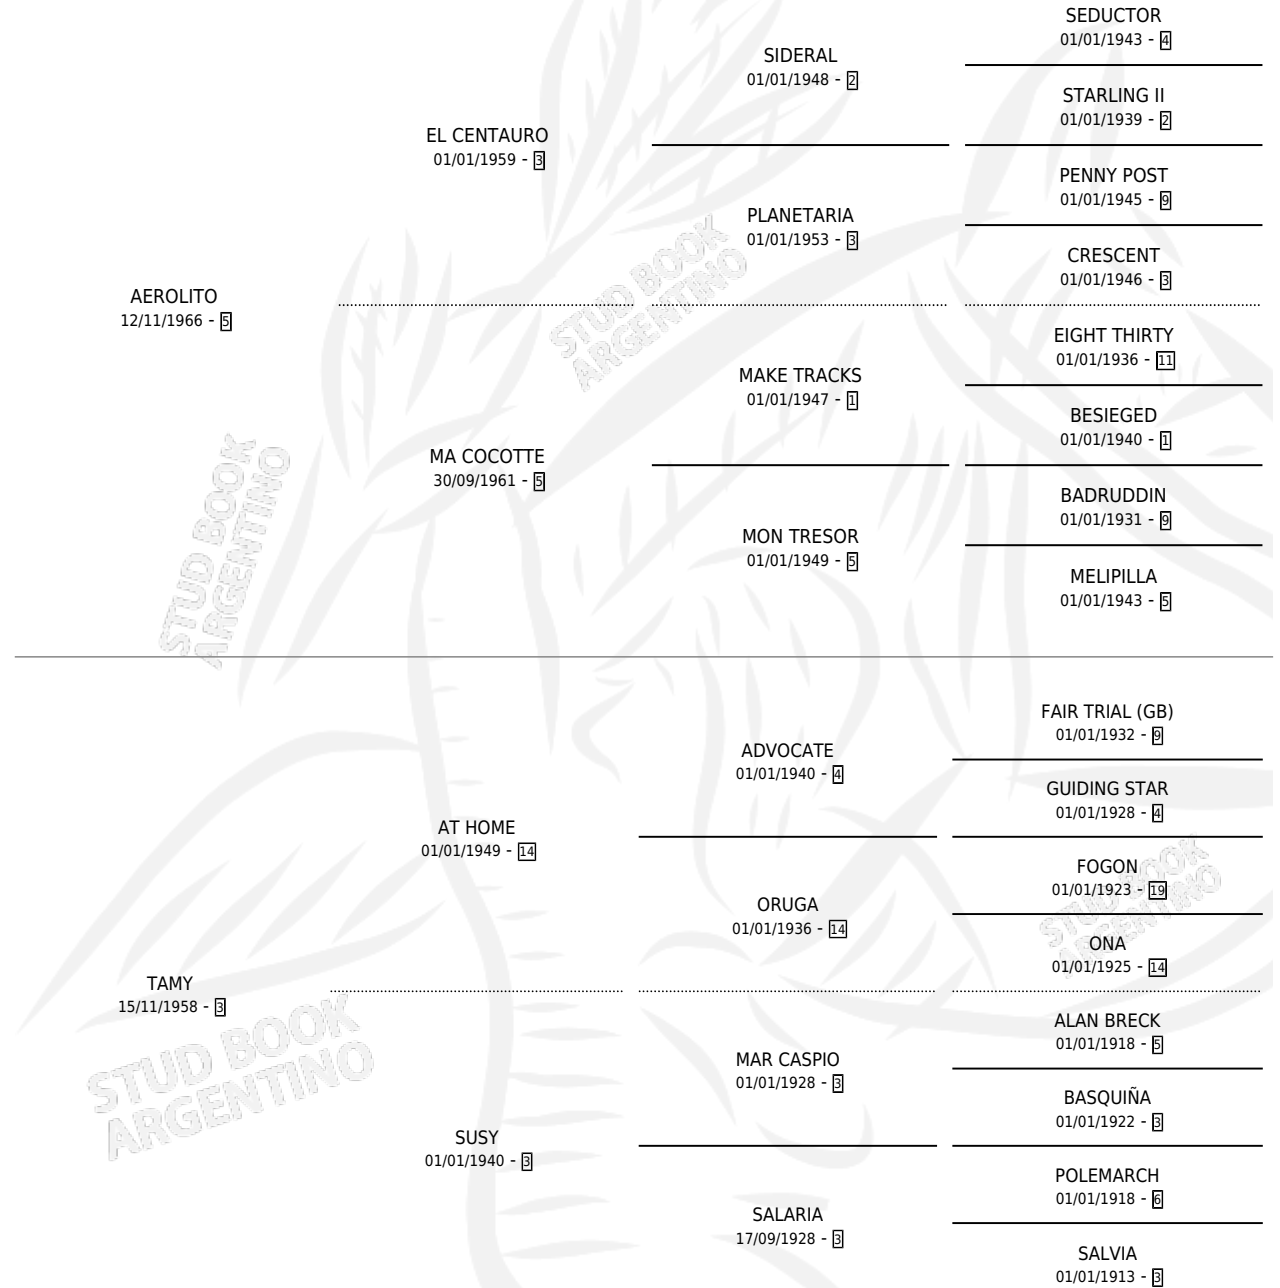 SEDUCTOR
01/01/1943 - 4
SIDERAL
01/01/1948 - 2
STARLING II
01/01/1939 - 2
EL CENTAURO
01/01/1959 - 3
PENNY POST
01/01/1945 - 9
PLANETARIA
01/01/1953 - 3
CRESCENT
01/01/1946 - 3
AEROLITO
12/11/1966 - 5
EIGHT THIRTY
01/01/1936 - 11
MAKE TRACKS
01/01/1947 - 1
BESIEGED
01/01/1940 - 1
MA COCOTTE
30/09/1961 - 5
BADRUDDIN
01/01/1931 - 9
MON TRESOR
01/01/1949 - 5
MELIPILLA
01/01/1943 - 5
STUD BOOK
ARGENTINO
STUD BOOK
ARGENTINO
FAIR TRIAL (GB)
01/01/1932 - 9
ADVOCATE
01/01/1940 - 4
GUIDING STAR
01/01/1928 - 4
AT HOME
01/01/1949 - 14
FOGON
01/01/1923 - 19
ORUGA
01/01/1936 - 14
ONA
01/01/1925 - 14
TAMY
15/11/1958 - 3
ALAN BRECK
01/01/1918 - 5
MAR CASPIO
01/01/1928 - 3
BASQUIÑA
01/01/1922 - 3
SUSY
01/01/1940 - 3
POLEMARCH
01/01/1918 - 6
SALARIA
17/09/1928 - 3
SALVIA
01/01/1913 - 3
STUD BOOK
ARGENTINO
STUD BOOK
ARGENTINO